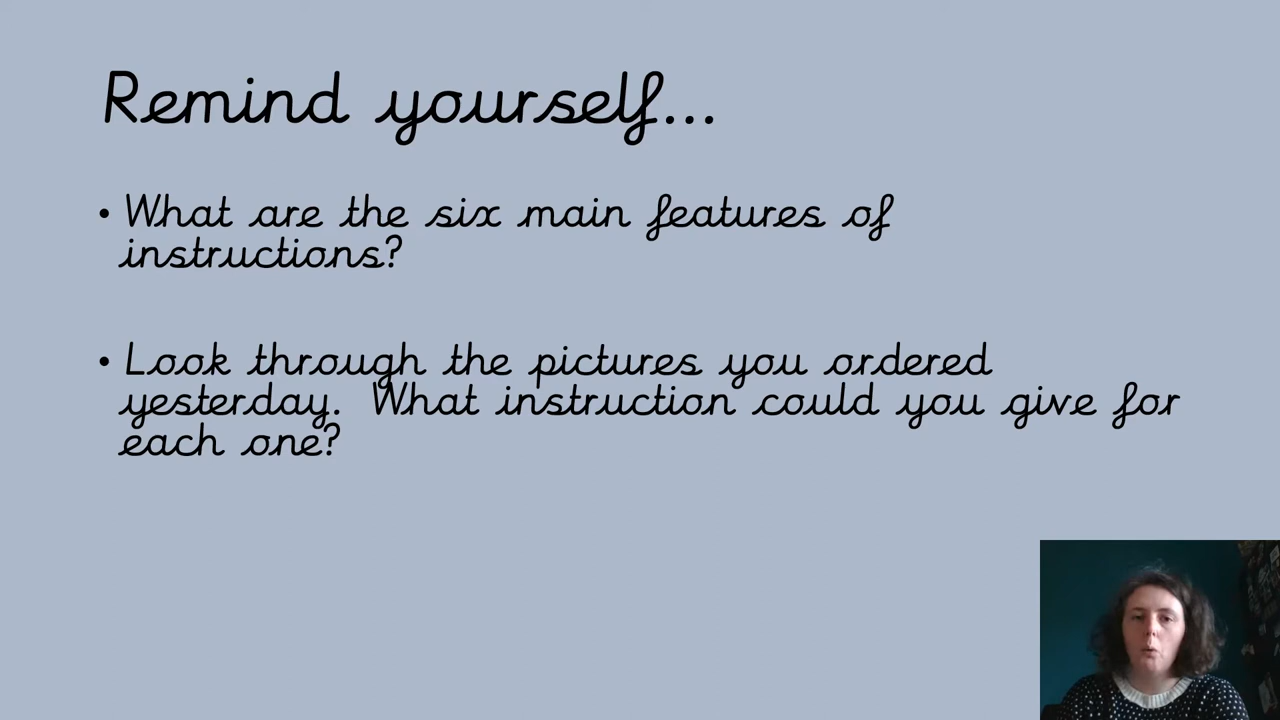 Remind yourself...
• What are the six main features of
instructions?
• Look through the pictures you ordered
yesterday.  What instruction could you give for
each one?